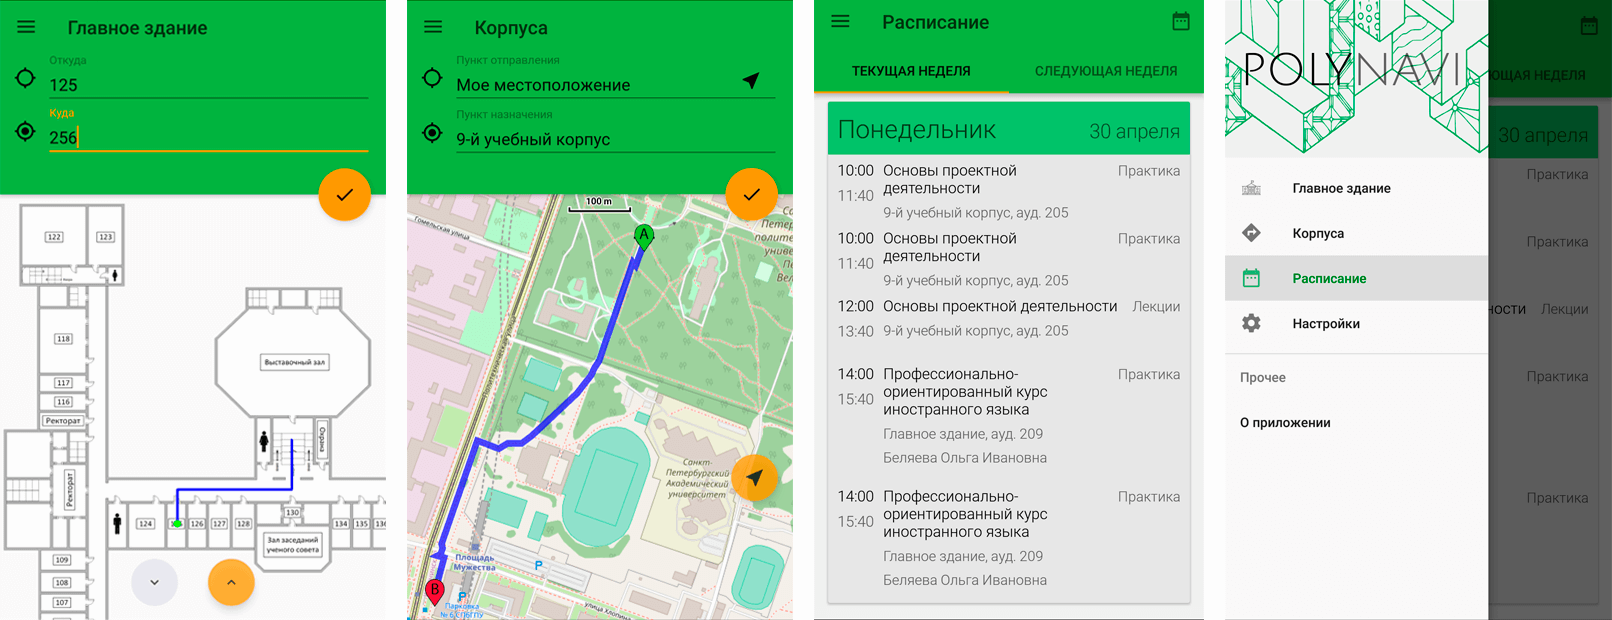 Главное здание
Откуда
125
Куда
256
122
123
118
117
116
Ректорат
Ректорат
109
108
107
Выставочный зал
Охрана
124
126
127
128
130
134
135
Зал заседаний
ученого совета
Корпуса
Пункт отправления
Мое местоположение
Пункт назначения
9-й учебный корпус
100 m
Гомельская улица
Политехническая улица
A
Санкт-
Петербургский
Академический
университет
Площадь
Мужества
P
B
P
Парковка
№ 6 СПбГПУ
улица Хлопина
Расписание
ТЕКУЩАЯ НЕДЕЛЯ
СЛЕДУЮЩАЯ НЕДЕЛЯ
Понедельник 30 апреля
10:00 Основы проектной Практика
11:40 деятельности
9-й учебный корпус, ауд. 205
10:00 Основы проектной Практика
11:40 деятельности
9-й учебный корпус, ауд. 205
12:00 Основы проектной деятельности Лекции
13:40 9-й учебный корпус, ауд. 205
14:00 Профессионально- Практика
15:40 ориентированный курс
иностранного языка
Главное здание, ауд. 209
Беляева Ольга Ивановна
14:00 Профессионально- Практика
15:40 ориентированный курс
иностранного языка
Главное здание, ауд. 209
Беляева Ольга Ивановна
POLYNAVI
Главное здание
Корпуса
Расписание
Настройки
Прочее
О приложении
ЮЩАЯ НЕДЕЛЯ
30 апреля
Практика
Практика
ности Лекции
Практика
Практика